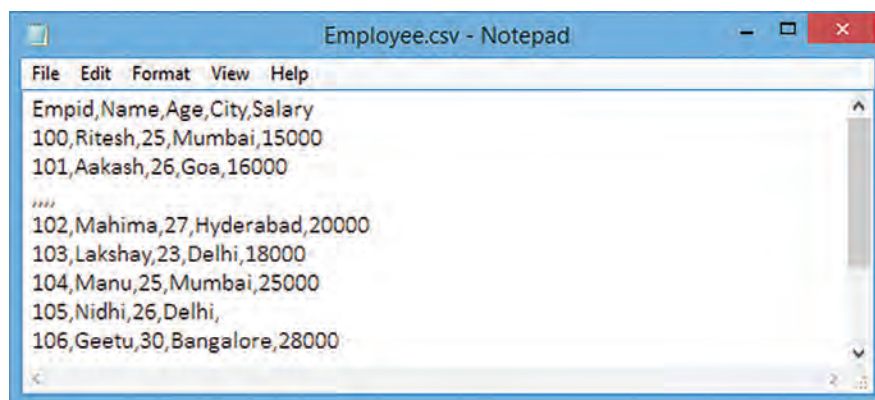 Employee.csv - Notepad
File Edit Format View Help
Empid,Name,Age,City,Salary
100,Ritesh,25,Mumbai,15000
101,Aakash,26,Goa,16000
,,,,
102,Mahima,27,Hyderabad,20000
103,Lakshay,23,Delhi,18000
104,Manu,25,Mumbai,25000
105,Nidhi,26,Delhi,
106,Geetu,30,Bangalore,28000